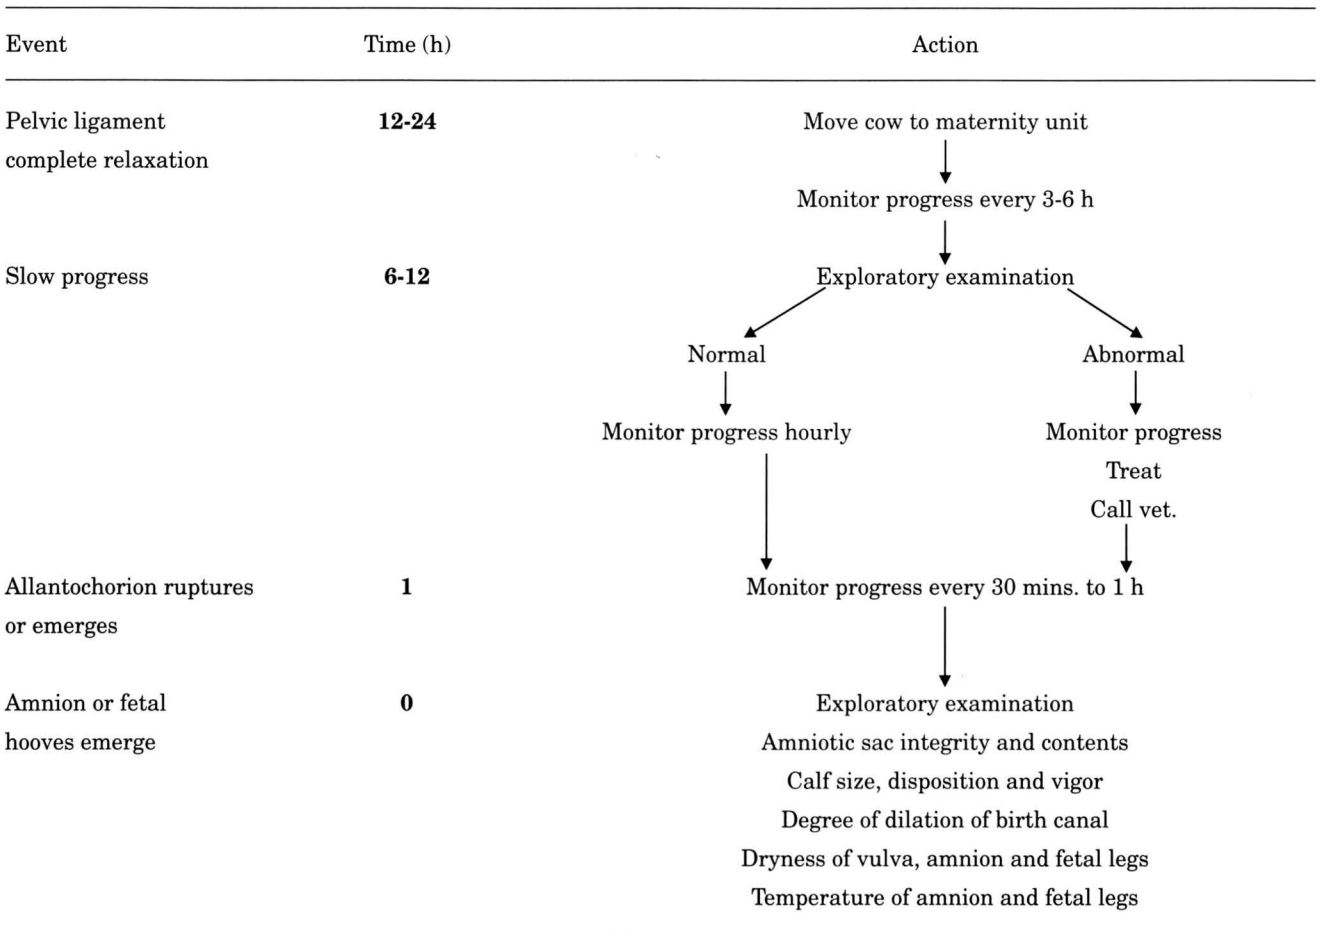 Event Time (h) Action
Pelvic ligament 12-24 Move cow to maternity unit
complete relaxation
Monitor progress every 3-6 h
Slow progress 6-12 Exploratory examination
Normal Abnormal
Monitor progress hourly Monitor progress
Treat
Call vet.
Allantochorion ruptures 1 Monitor progress every 30 mins. to 1 h
or emerges
Amnion or fetal 0 Exploratory examination
hooves emerge Amniotic sac integrity and contents
Calf size, disposition and vigor
Degree of dilation of birth canal
Dryness of vulva, amnion and fetal legs
Temperature of amnion and fetal legs